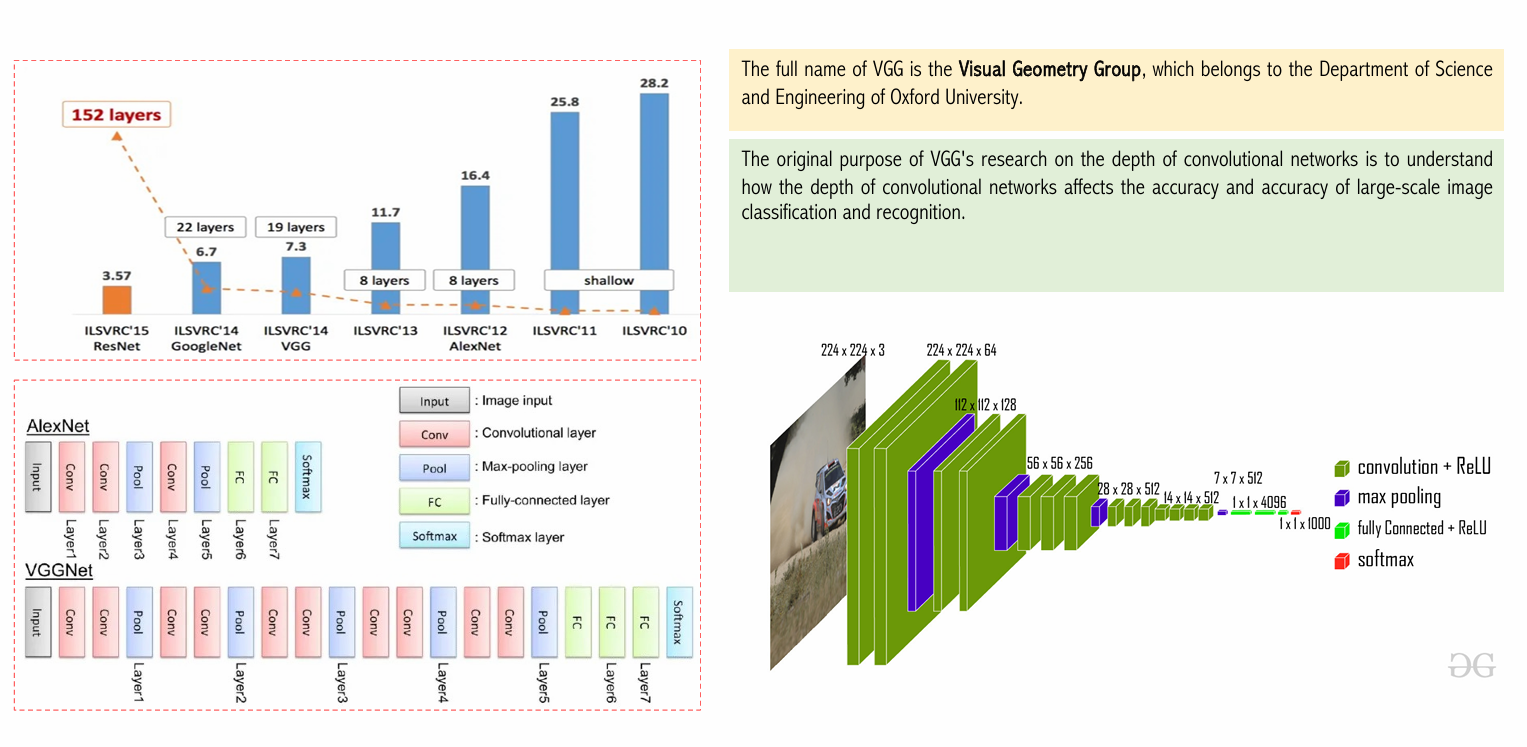 152 layers
28.2
25.8
16.4
22 layers
19 layers
11.7
6.7
7.3
3.57
8 layers
8 layers
shallow
ILSVRC'15
ResNet
ILSVRC'14
GoogleNet
ILSVRC'14
VGG
ILSVRC'13
ILSVRC'12
AlexNet
ILSVRC'11
ILSVRC'10
Input : Image input
Conv : Convolutional layer
Pool : Max-pooling layer
FC : Fully-connected layer
Softmax : Softmax layer
AlexNet
Input Conv Conv Pool Conv Pool FC FC Softmax
Layer1 Layer2 Layer3 Layer4 Layer5 Layer6 Layer7
VGGNet
Input Conv Conv Pool Conv Conv Pool Conv Conv Pool Conv Conv Pool Conv Conv Pool FC FC FC Softmax
Layer1 Layer2 Layer3 Layer4 Layer5 Layer6 Layer7
The full name of VGG is the Visual Geometry Group, which belongs to the Department of Science
and Engineering of Oxford University.
The original purpose of VGG's research on the depth of convolutional networks is to understand
how the depth of convolutional networks affects the accuracy and accuracy of large-scale image
classification and recognition.
224 x 224 x 3
224 x 224 x 64
112 x 112 x 128
56 x 56 x 256
28 x 28 x 512
14 x 14 x 512
7 x 7 x 512
1 x 1 x 4096
1 x 1 x 1000
convolution + ReLU
max pooling
fully Connected + ReLU
softmax